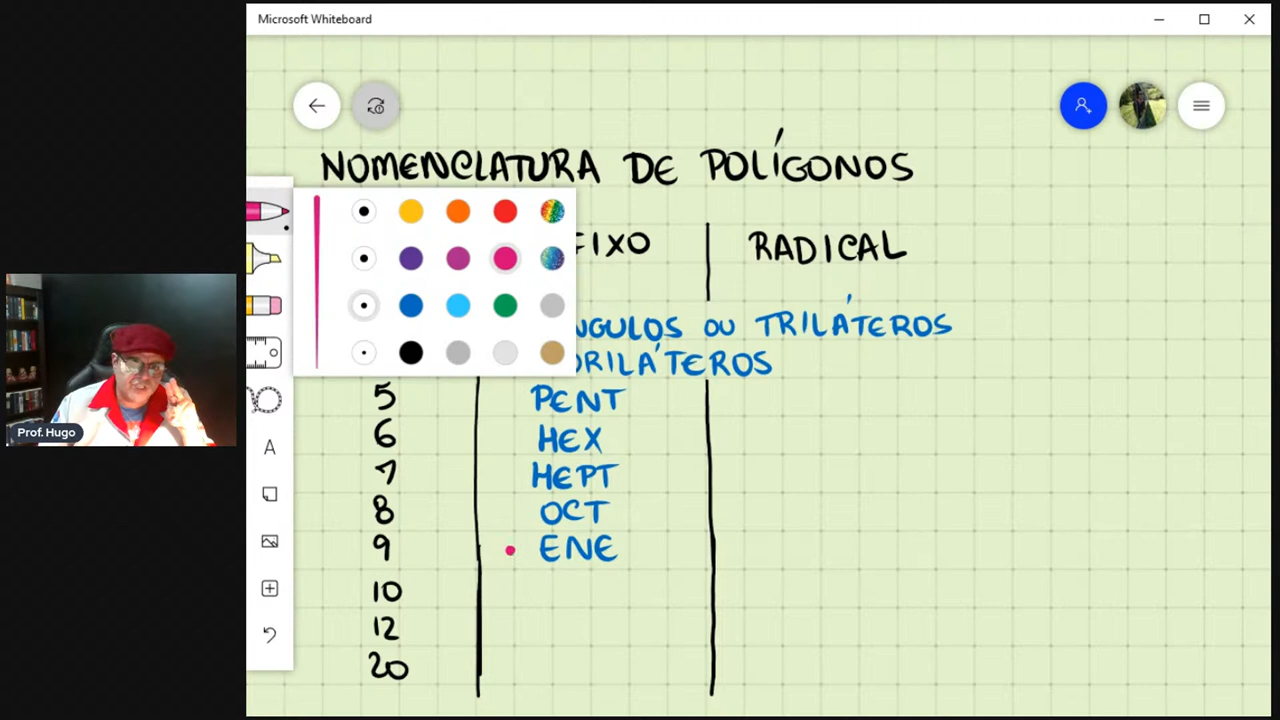 Microsoft Whiteboard
NOMENCLATURA DE POLÍGONOS
FIXO RADICAL
NGULOS OU TRILÁTEROS
DRILÁTEROS
5 PENT
6 HEX
7 HEPT
8 OCT
9 ENE
10
12
20
Prof. Hugo
A